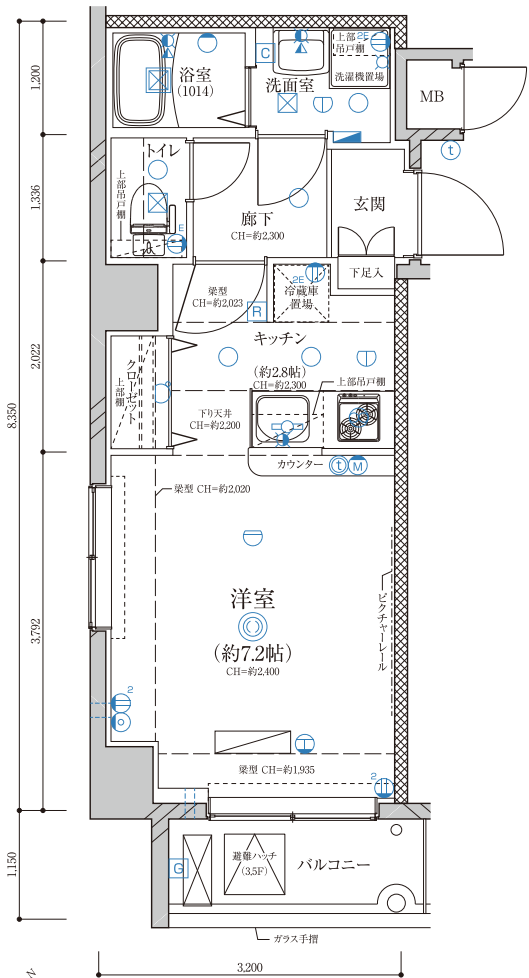 上部
吊戸棚
2E
洗濯機置場
C
浴室
(1014)
洗面室
MB
1,200
トイレ
t
上部吊戸棚
E
1,336
廊下
CH=約2,300
玄関
下足入
梁型
CH=約2,023
2E
冷蔵庫
置場
R
キッチン
(約2.8帖)
CH=約2,300
2,022
クローゼット
上部棚
上部吊戸棚
下り天井
CH=約2,200
8,350
カウンター
t
M
梁型 CH=約2,020
洋室
(約7.2帖)
CH=約2,400
ピクチャーレール
3,792
2
梁型 CH=約1,935
2
G
避難ハッチ
(3,5F)
バルコニー
1,150
ガラス手摺
N
3,200